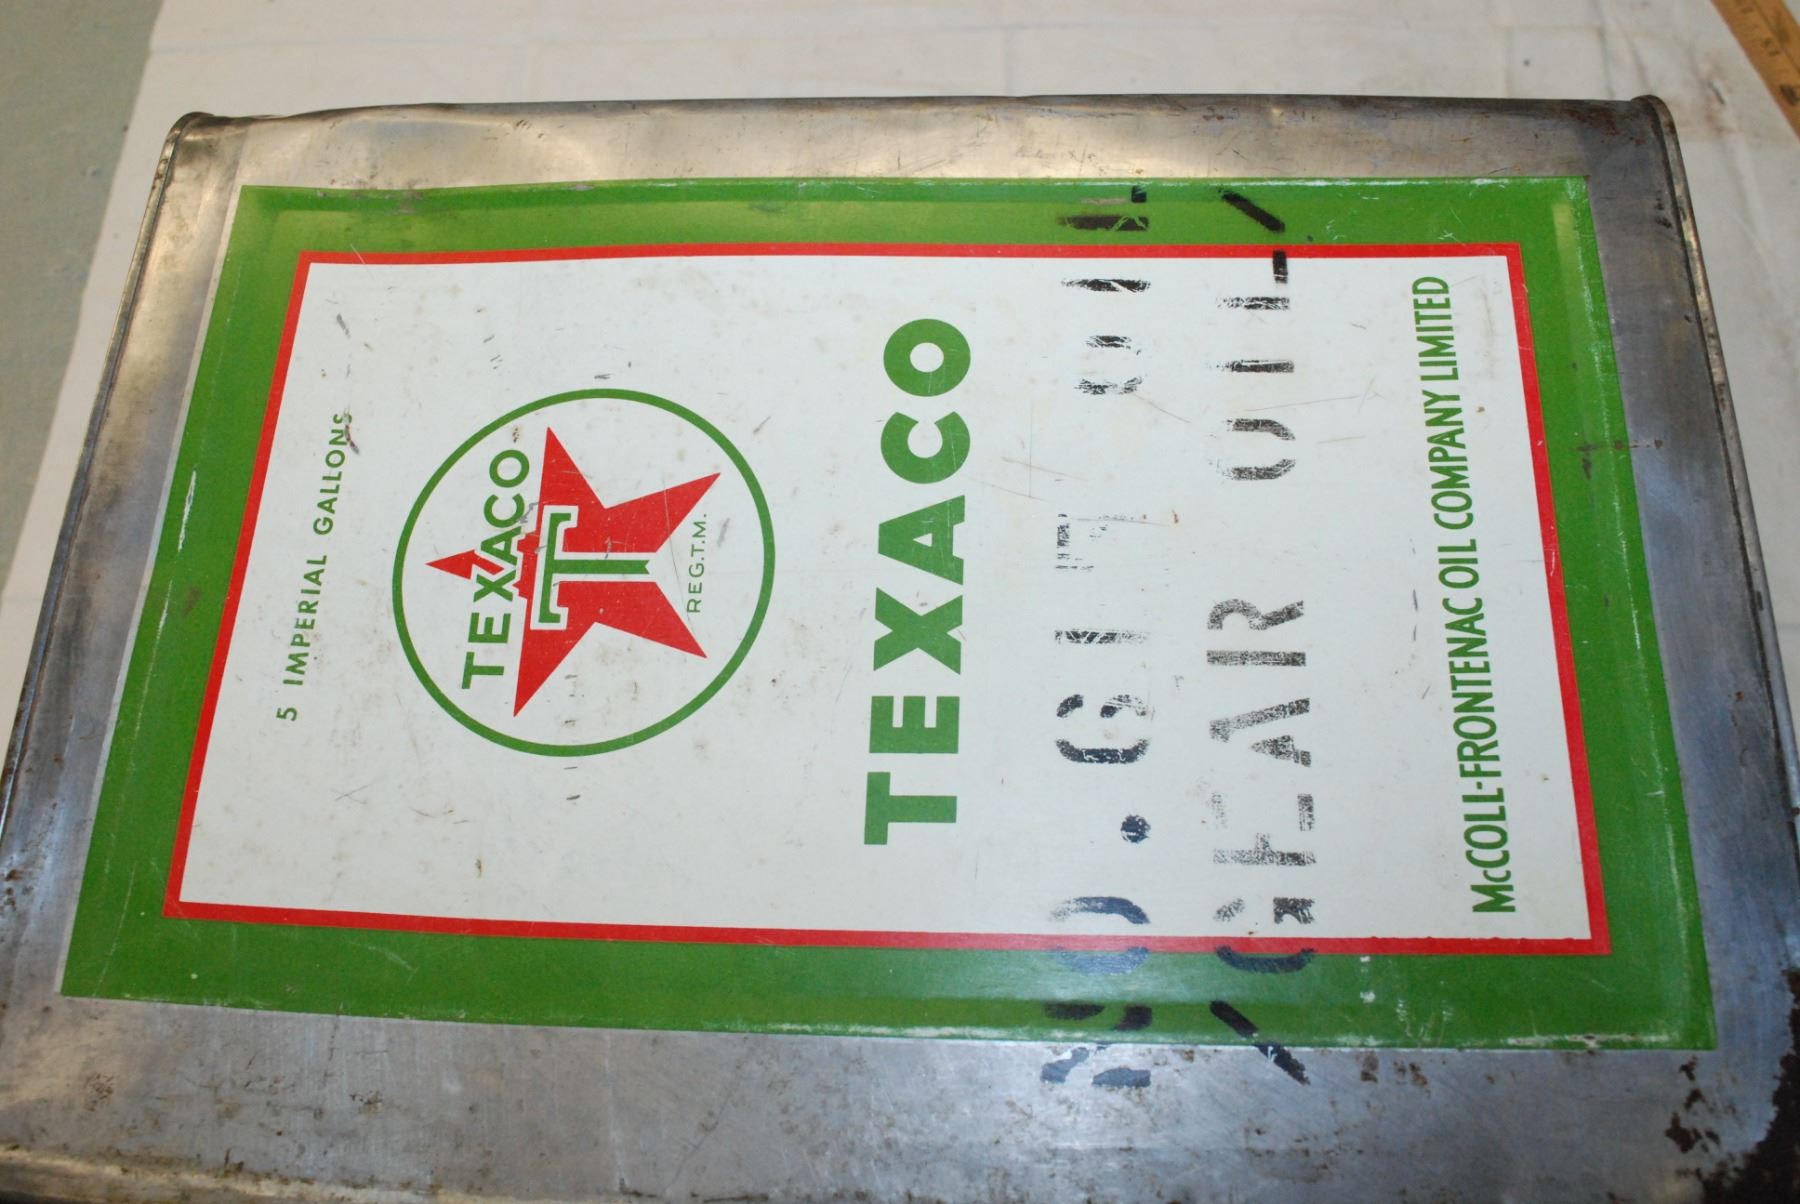 5 IMPERIAL GALLONS
TEXACO
T
REG.T.M.
TEXACO
GEAR OIL
McCOLL-FRONTENAC OIL COMPANY LIMITED